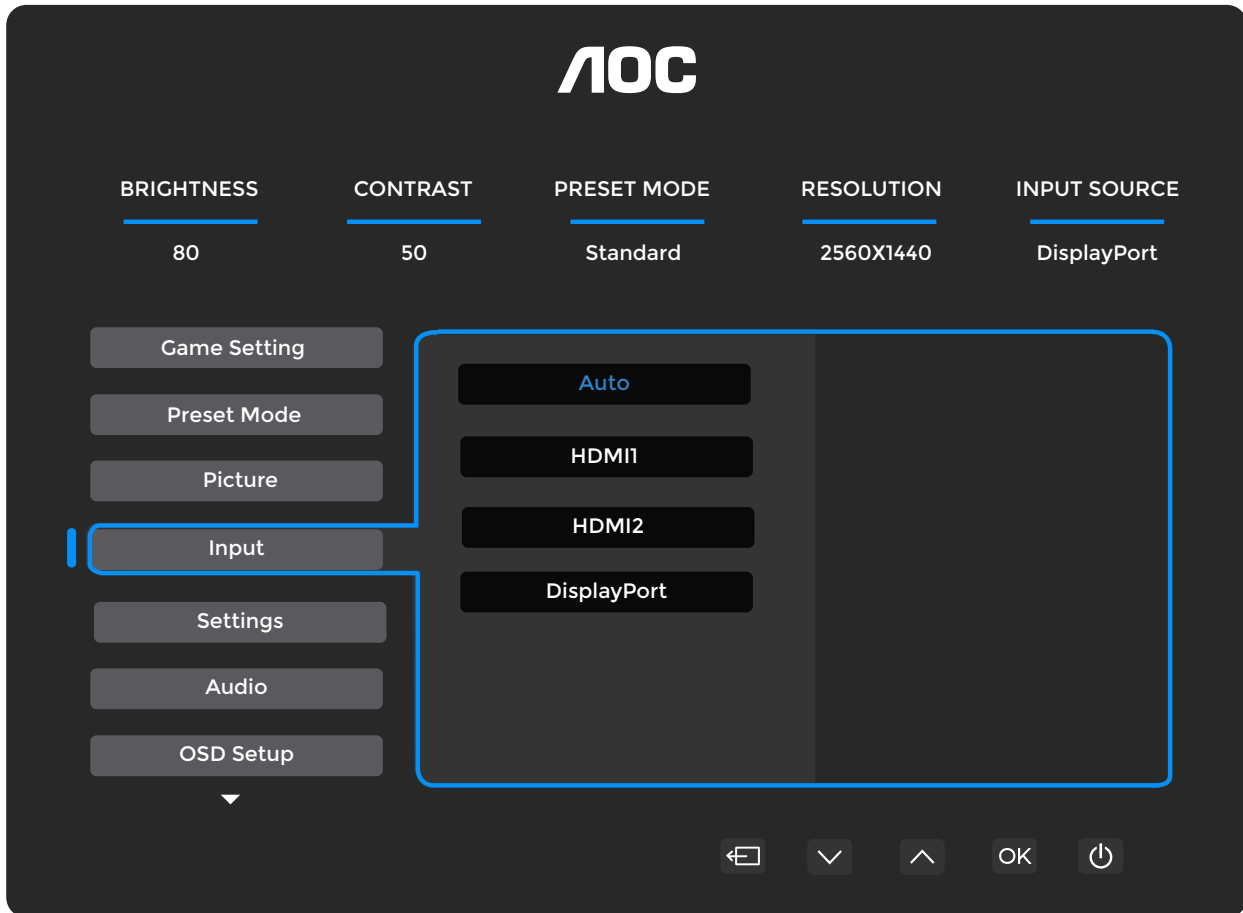 AOC
BRIGHTNESS CONTRAST PRESET MODE RESOLUTION INPUT SOURCE
80 50 Standard 2560X1440 DisplayPort
Game Setting
Preset Mode
Picture
Input
Settings
Audio
OSD Setup
Auto
HDMI1
HDMI2
DisplayPort
OK